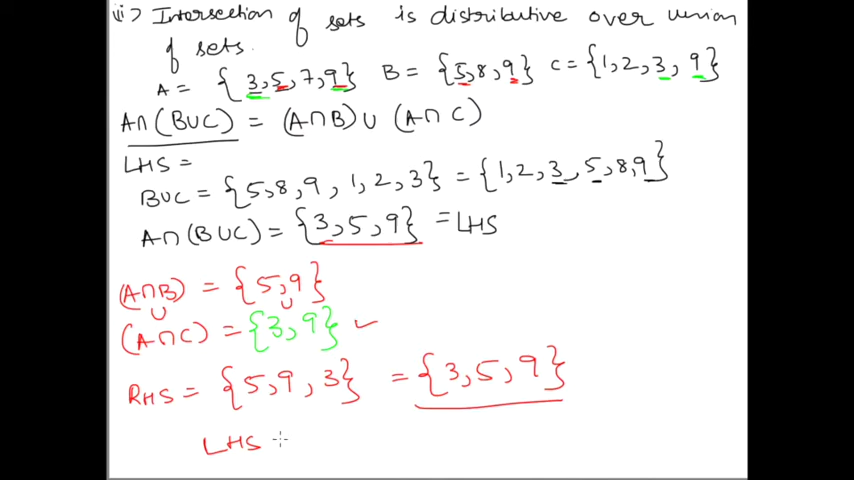 iii> Intersection of sets is distributive over union
of sets.
A = { 3, 5, 7, 9 } B = { 5, 8, 9 } C = { 1, 2, 3, 9 }
A∩(B∪C) = (A∩B)∪ (A∩C)
LHS =
B∪C = { 5, 8, 9, 1, 2, 3 } = { 1, 2, 3, 5, 8, 9 }
A∩(B∪C) = { 3, 5, 9 } = LHS
(A∩B) = { 5, 9 }
∪ ∪
(A∩C) = { 3, 9 } ✓
RHS = { 5, 9, 3 } = { 3, 5, 9 }
LHS